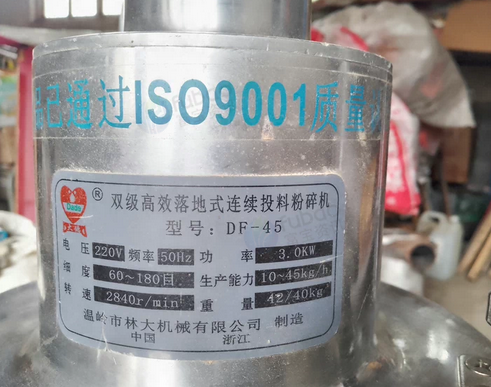 品已通过ISO9001质量
®
双级高效落地式连续投料粉碎机
型号: DF-45
电压 220V 频率 50Hz 功率 3.0KW
细度 60~180目 生产能力 10~45kg/h
转速 2840r/min 重量 42/40kg
温岭市林大机械有限公司 制造
中国 浙江